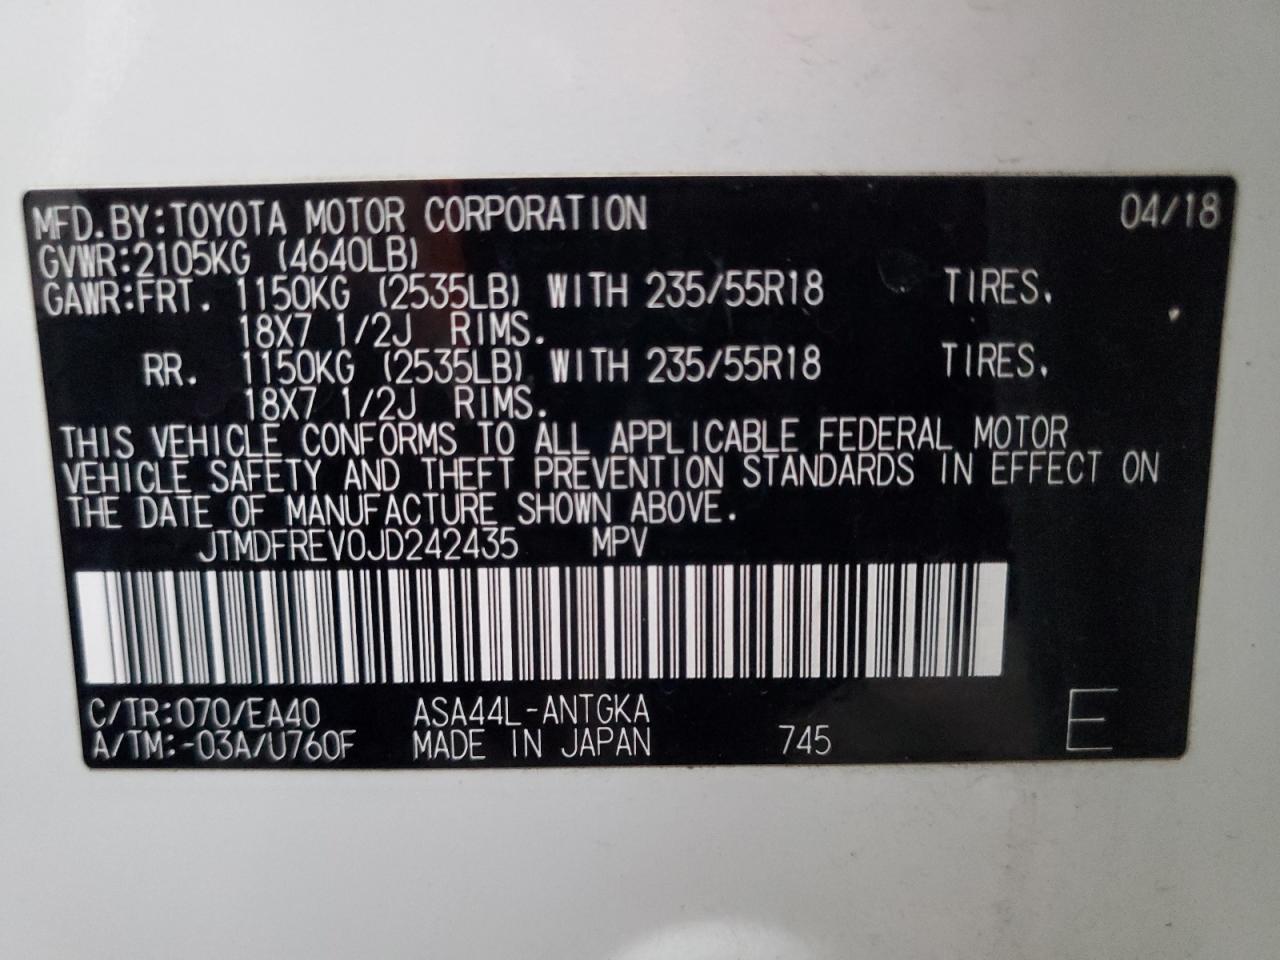 MFD.BY:TOYOTA MOTOR CORPORATION 04/18
GVWR:2105KG (4640LB)
GAWR:FRT. 1150KG (2535LB) WITH 235/55R18 TIRES.
18X7 1/2J RIMS.
RR. 1150KG (2535LB) WITH 235/55R18 TIRES.
18X7 1/2J RIMS.
THIS VEHICLE CONFORMS TO ALL APPLICABLE FEDERAL MOTOR
VEHICLE SAFETY AND THEFT PREVENTION STANDARDS IN EFFECT ON
THE DATE OF MANUFACTURE SHOWN ABOVE.
JTMDFREV0JD242435 MPV
C/TR:070/EA40 ASA44L-ANTGKA
A/TM:-03A/U760F MADE IN JAPAN 745 E